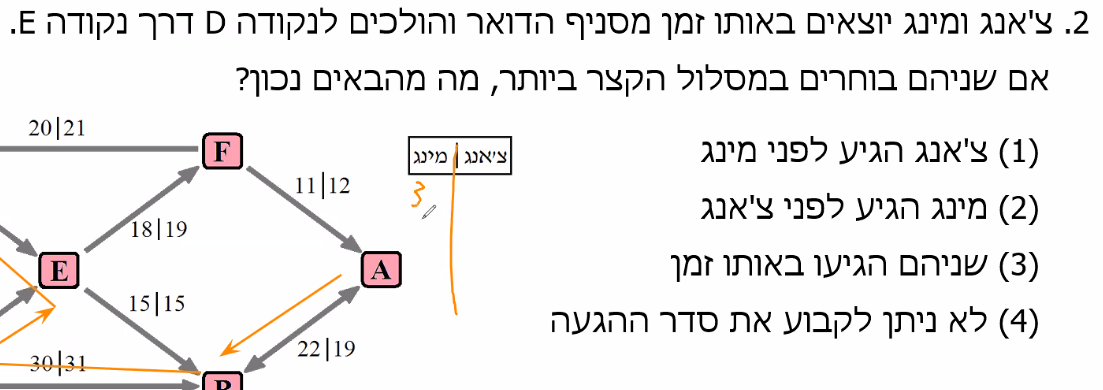 2. צ'אנג ומינג יוצאים באותו זמן מסניף הדואר והולכים לנקודה D דרך נקודה E.
אם שניהם בוחרים במסלול הקצר ביותר, מה מהבאים נכון?
(1) צ'אנג הגיע לפני מינג
(2) מינג הגיע לפני צ'אנג
(3) שניהם הגיעו באותו זמן
(4) לא ניתן לקבוע את סדר ההגעה
20|21
F
מינג | צ'אנג
11|12
3
18|19
E
A
15|15
22|19
30|31